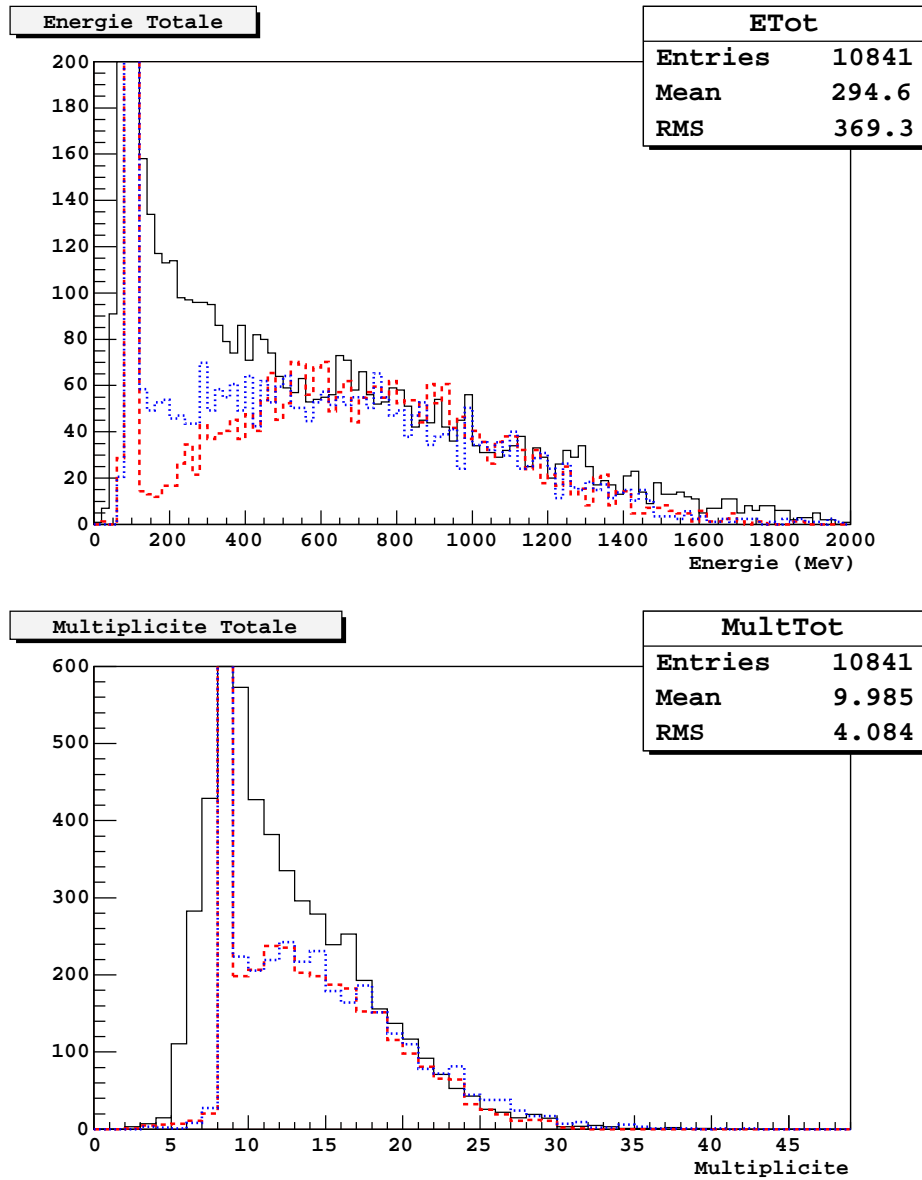 Energie Totale
ETot
Entries 10841
Mean 294.6
RMS 369.3
200
180
160
140
120
100
80
60
40
20
0
0 200 400 600 800 1000 1200 1400 1600 1800 2000
Energie (MeV)
Multiplicite Totale
MultTot
Entries 10841
Mean 9.985
RMS 4.084
600
500
400
300
200
100
0
0 5 10 15 20 25 30 35 40 45
Multiplicite